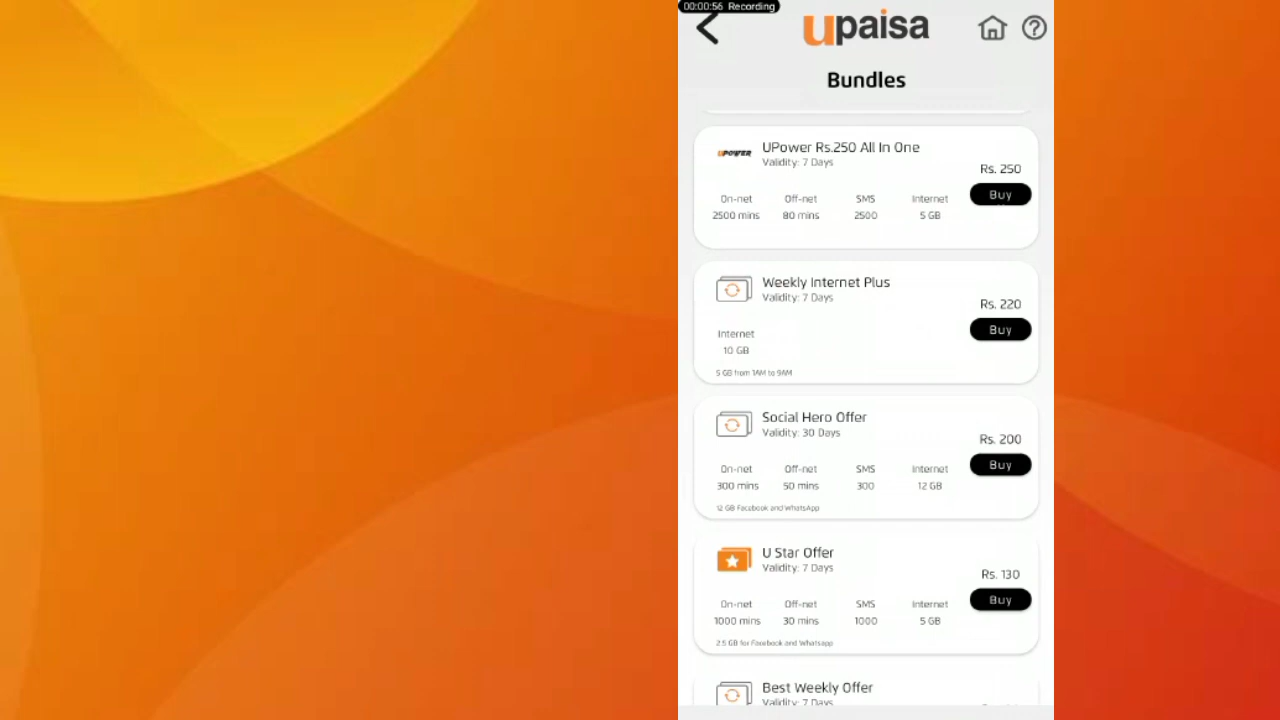 00:00:56 Recording
upaisa
Bundles
UPOWER
UPower Rs.250 All In One
Validity: 7 Days
Rs. 250
Buy
On-net Off-net SMS Internet
2500 mins 80 mins 2500 5 GB
Weekly Internet Plus
Validity: 7 Days
Rs. 220
Buy
Internet
10 GB
5 GB from 1AM to 9AM
Social Hero Offer
Validity: 30 Days
Rs. 200
Buy
On-net Off-net SMS Internet
300 mins 50 mins 300 12 GB
12 GB Facebook and WhatsApp
U Star Offer
Validity: 7 Days
Rs. 130
Buy
On-net Off-net SMS Internet
1000 mins 30 mins 1000 5 GB
2.5 GB for Facebook and Whatsapp
Best Weekly Offer
Validity: 7 Days